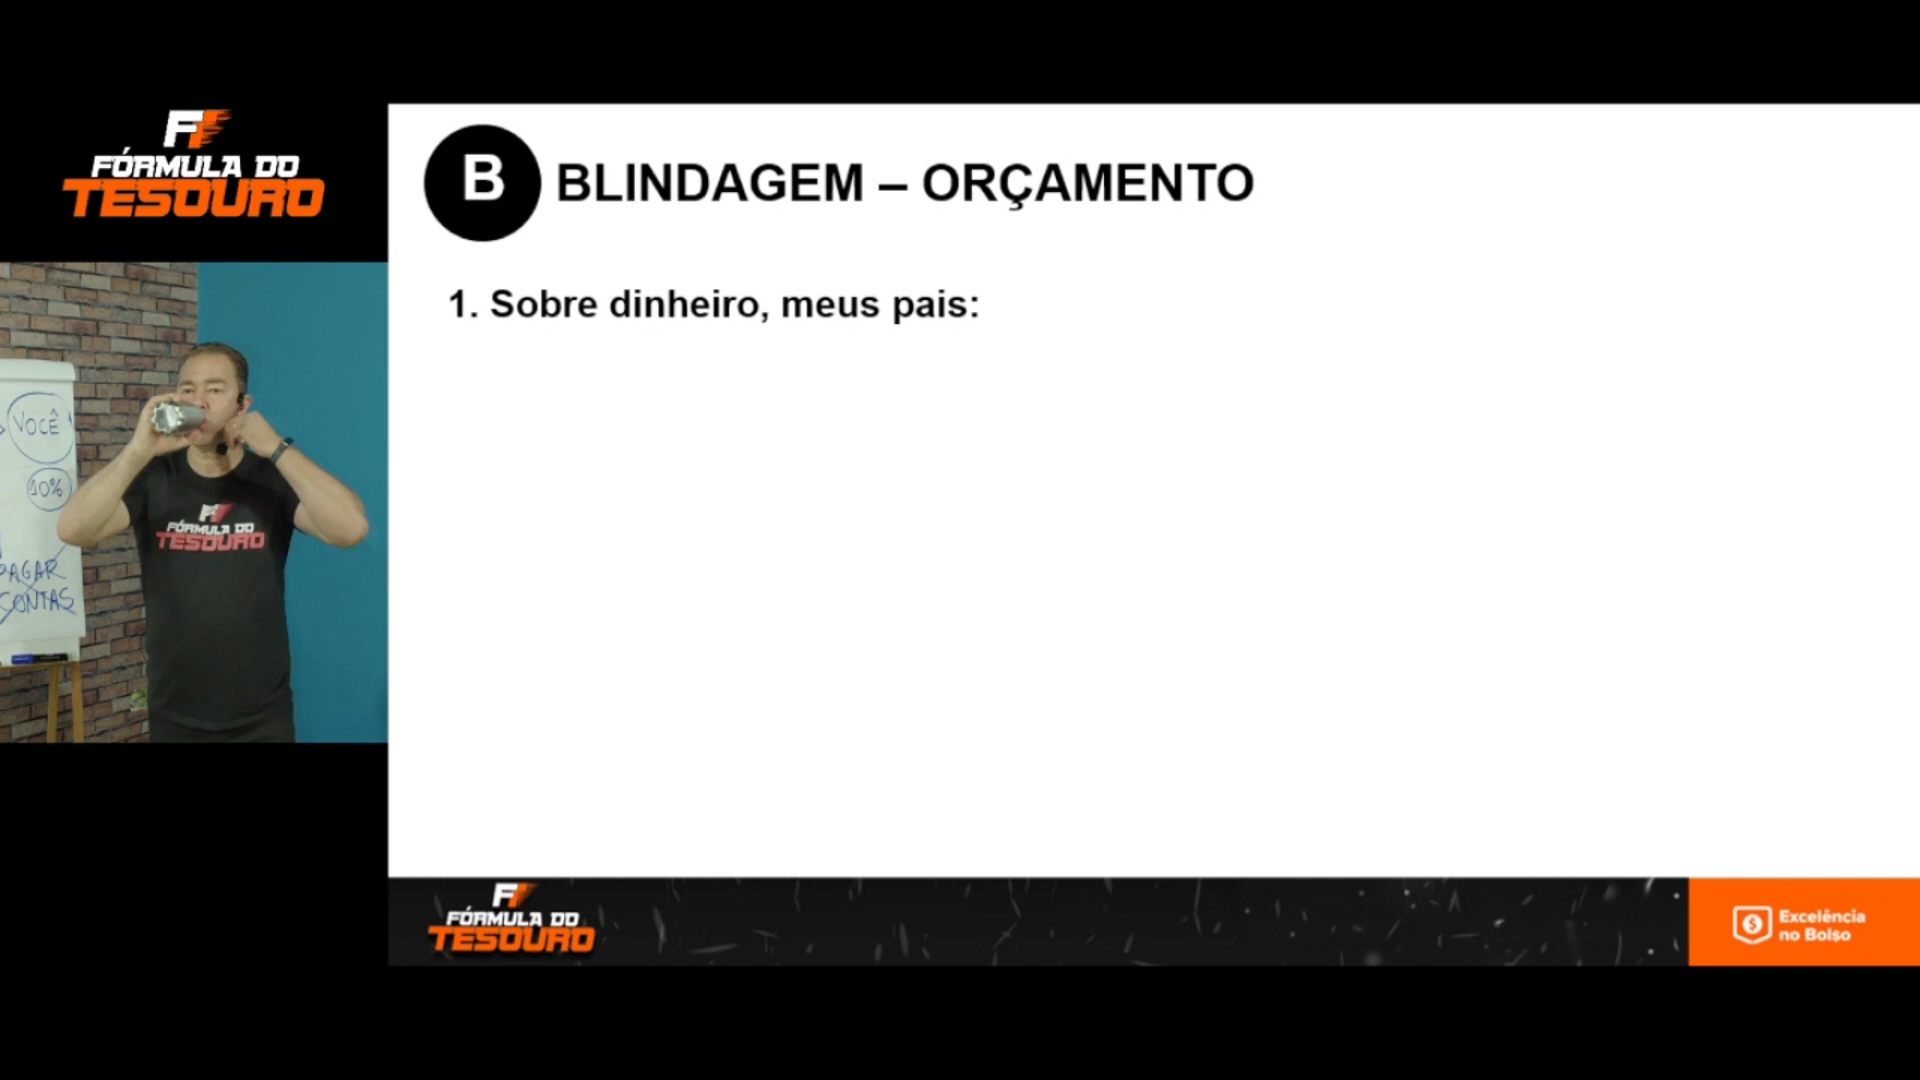 FÓRMULA DO
TESOURO
B BLINDAGEM – ORÇAMENTO
1. Sobre dinheiro, meus pais:
VOCÊ
10%
PAGAR
CONTAS
FÓRMULA DO
TESOURO
FÓRMULA DO
TESOURO
Excelência
no Bolso